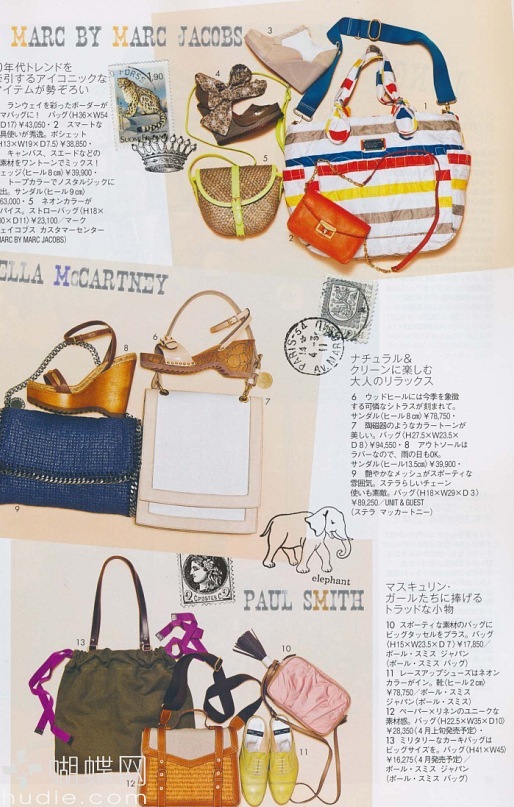 MARC BY MARC JACOBS
0年代トレンドを
牽引するアイコニックな
イテムが勢ぞろい
ランウェイを彩ったボーダーが
マバッグに！ バッグ(H36×W54
D17)¥43,050・2 スマートな
具使いが秀逸。ポシェット
H13×W19×D7.5)¥38,850・
キャンバス、スエードなどの
素材をワントーンでミックス！
ェッジ(ヒール8cm)¥39,900・
トープカラーでノスタルジックに
出。サンダル(ヒール9cm)
63,000・5 ネオンカラーが
パイス。ストローバッグ(H18×
0×D11)¥23,100／マーク
ェイコブス カスタマーセンター
MARC BY MARC JACOBS)
1
2
3
4
5
1,90
ELLA McCARTNEY
6
7
8
9
PARIS-54
ナチュラル＆
クリーンに楽しむ
大人のリラックス
6 ウッドヒールには今季を象徴
する可憐なシトラスが刻まれて。
サンダル(ヒール8cm)¥78,750・
7 陶磁器のようなカラートーンが
美しい。バッグ(H27.5×W23.5×
D8)¥94,550・8 アウトソールは
ラバーなので、雨の日もOK。
サンダル(ヒール13.5cm)¥39,900・
9 艶やかなメッシュがスポーティな
雰囲気。ステラらしいチェーン
使いも素敵。バッグ(H18×W29×D3)
¥89,250／UNIT & GUEST
(ステラ マッカートニー)
elephant
PAUL SMITH
10
11
12
13
マスキュリン・
ガールたちに捧げる
トラッドな小物
10 スポーティな素材のバッグに
ビッグタッセルをプラス。バッグ
(H15×W23.5×D7)¥17,850／
ポール・スミス ジャパン
(ポール・スミス バッグ)
11 レースアップシューズはネオン
カラーがイン。靴(ヒール2cm)
¥78,750／ポール・スミス
ジャパン(ポール・スミス)
12 ペーパー×リネンのユニークな
素材感。バッグ(H22.5×W35×D10)
¥28,350(4月上旬発売予定)・
13 ミリタリーなカーキバッグは
ビッグサイズを。バッグ(H41×W45)
¥16,275(4月発売予定)／
ポール・スミス ジャパン
(ポール・スミス バッグ)
蝴蝶网
hudie.com